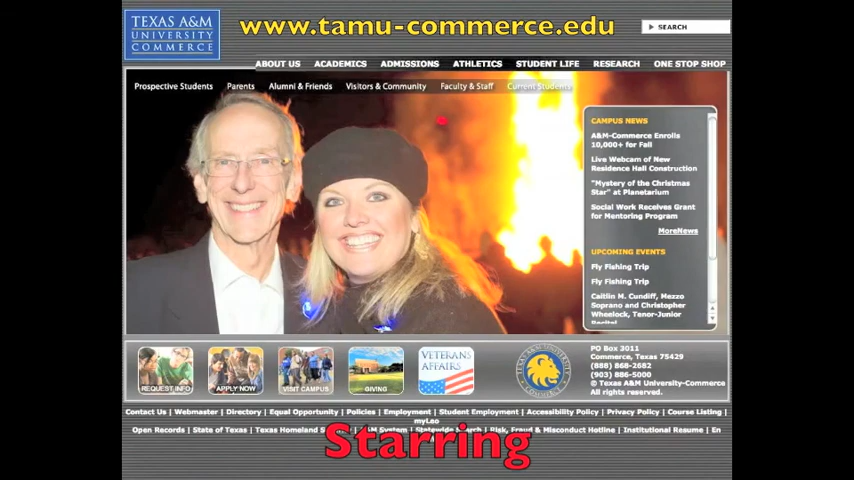 TEXAS A&M
UNIVERSITY
COMMERCE
www.tamu-commerce.edu
SEARCH
ABOUT US ACADEMICS ADMISSIONS ATHLETICS STUDENT LIFE RESEARCH ONE STOP SHOP
Prospective Students Parents Alumni & Friends Visitors & Community Faculty & Staff Current Students
CAMPUS NEWS
A&M-Commerce Enrolls
10,000+ for Fall
Live Webcam of New
Residence Hall Construction
"Mystery of the Christmas
Star" at Planetarium
Social Work Receives Grant
for Mentoring Program
MoreNews
UPCOMING EVENTS
Fly Fishing Trip
Fly Fishing Trip
Caitlin M. Cundiff, Mezzo
Soprano and Christopher
Wheelock, Tenor-Junior
Recital
REQUEST INFO
APPLY NOW
VISIT CAMPUS
GIVING
VETERANS
AFFAIRS
PO Box 3011
Commerce, Texas 75429
(888) 868-2682
(903) 886-5000
© Texas A&M University-Commerce
All rights reserved.
Contact Us | Webmaster | Directory | Equal Opportunity | Policies | Employment | Student Employment | Accessibility Policy | Privacy Policy | Course Listing |
myLeo
Open Records | State of Texas | Texas Homeland System | Risk, Fraud & Misconduct Hotline | Institutional Resume | En
Starring